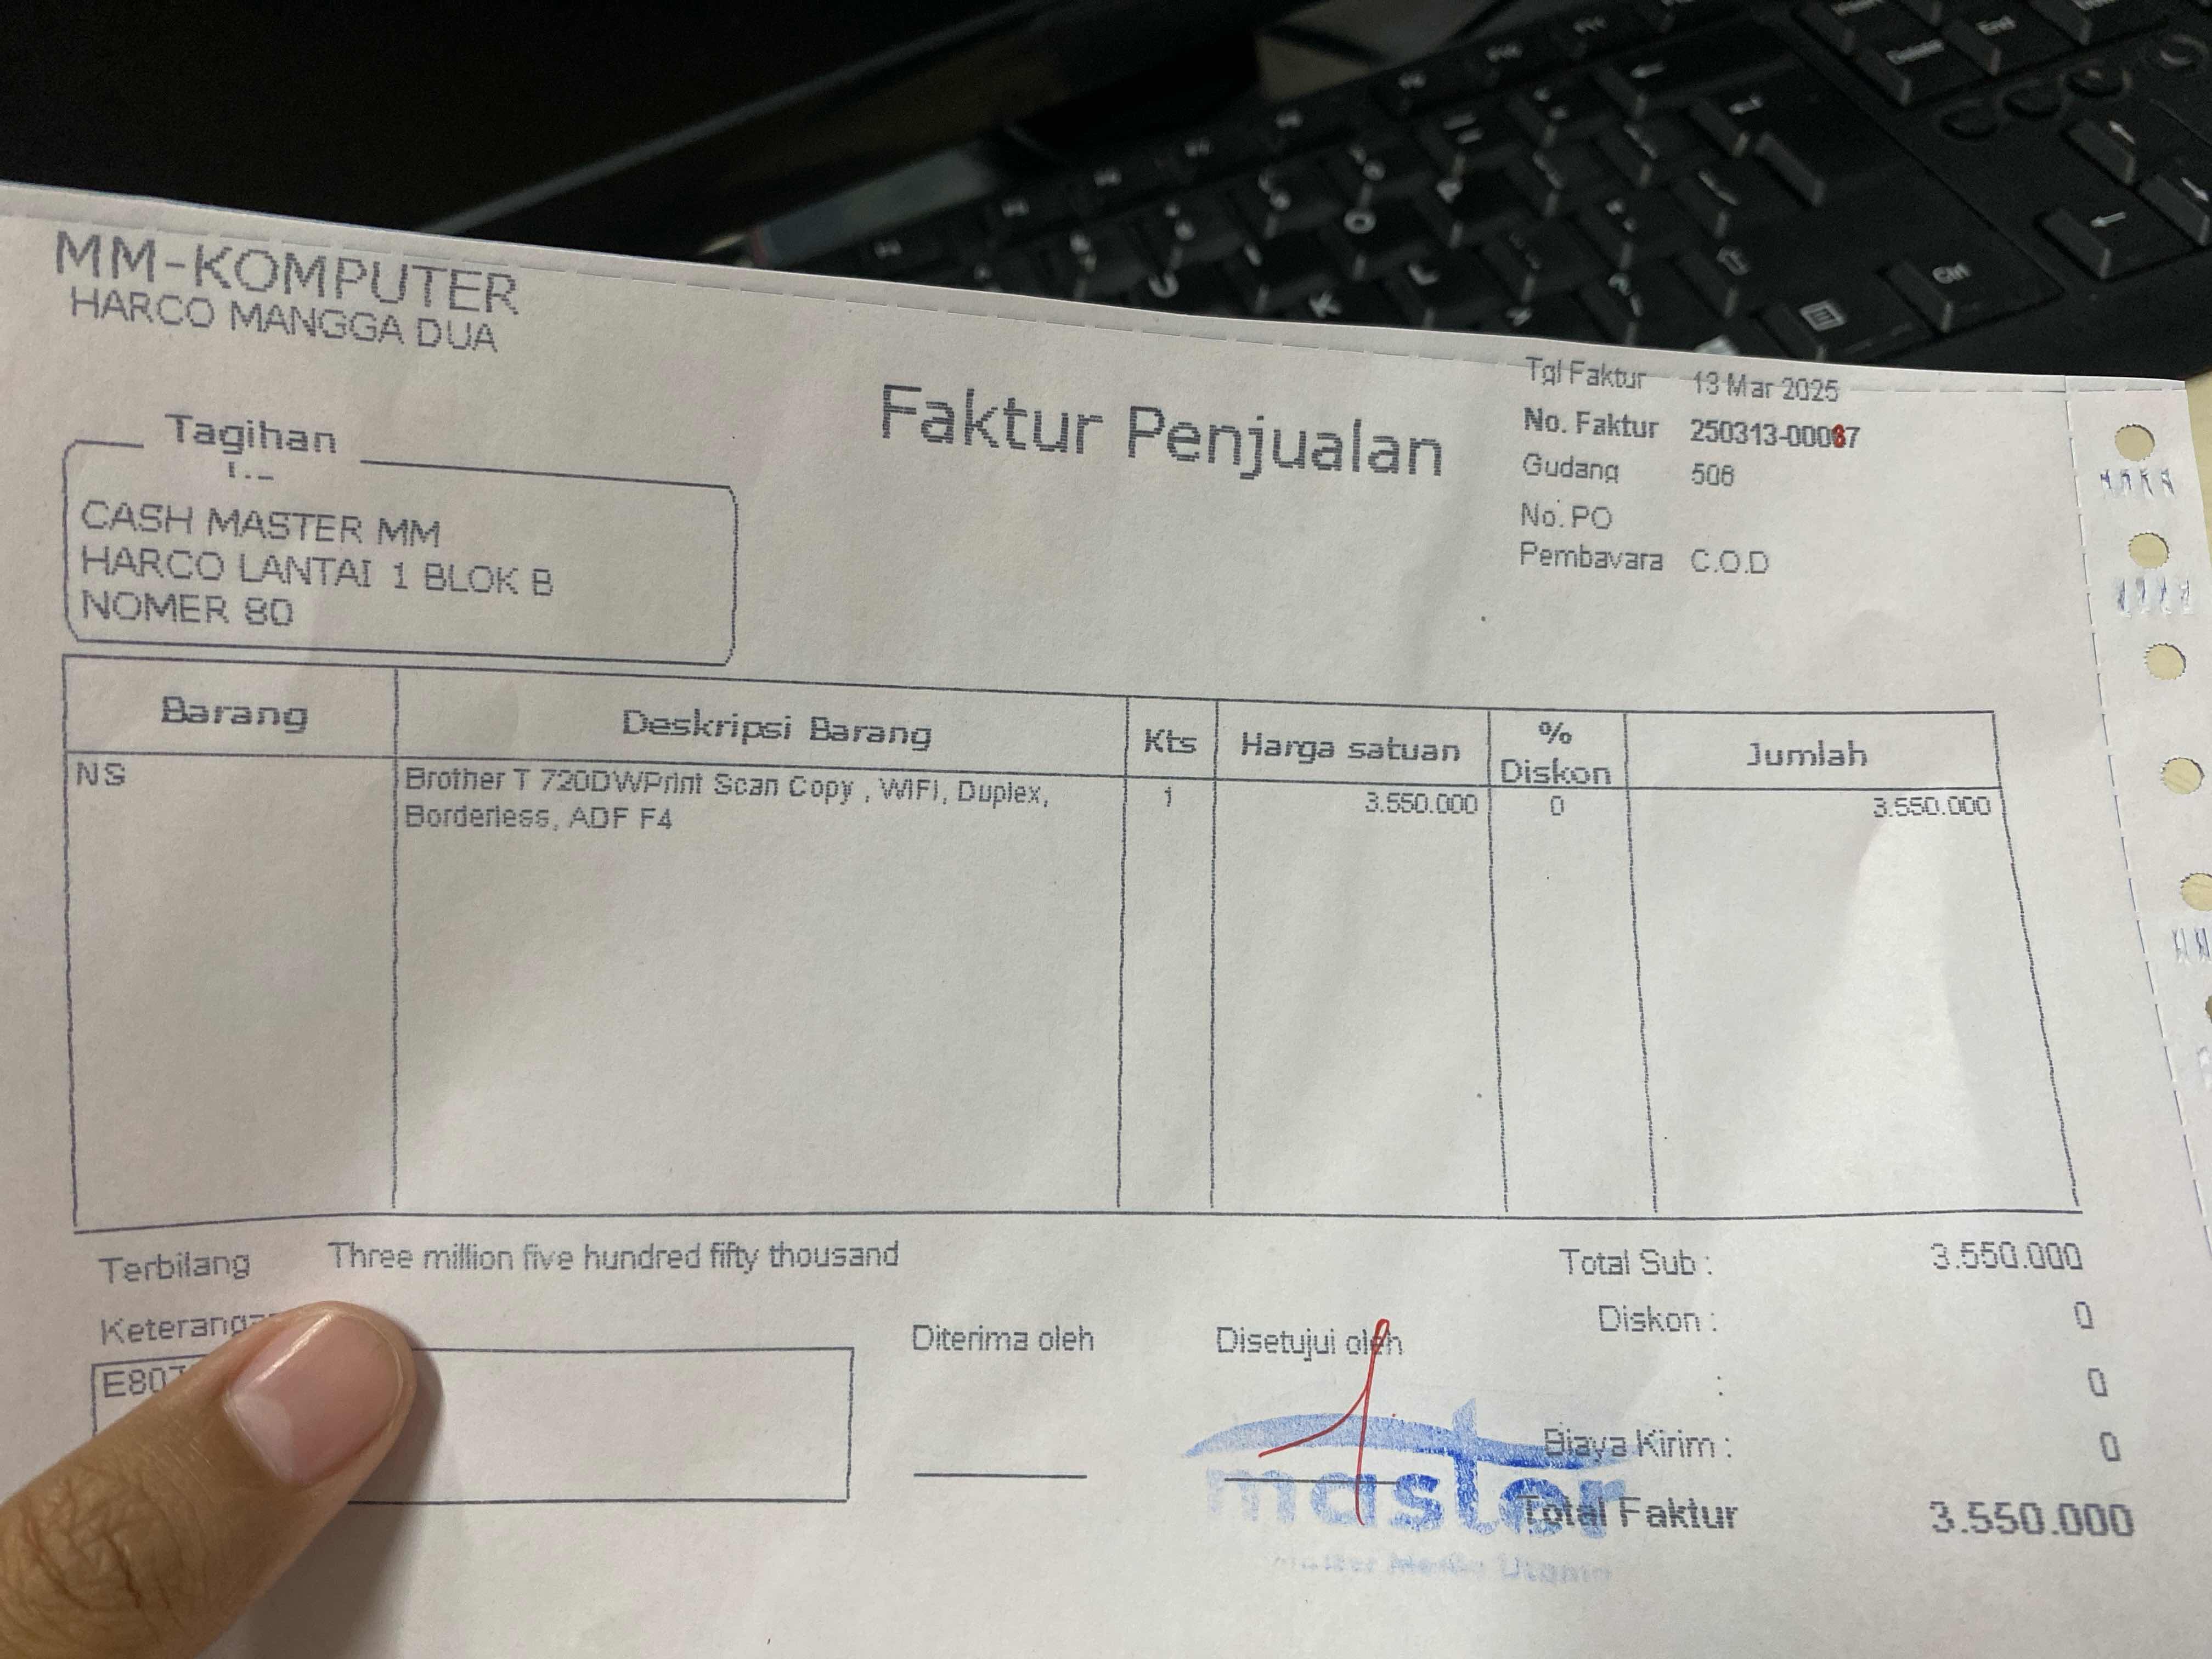 MM-KOMPUTER
HARCO MANGGA DUA
Faktur Penjualan
Tgl Faktur 13 Mar 2025
No. Faktur 250313-00067
Gudang 506
No. PO
Pembayara C.O.D
Tagihan
CASH MASTER MM
HARCO LANTAI 1 BLOK B
NOMER 80
Barang Deskripsi Barang Kts Harga satuan % Diskon Jumlah
NS Brother T 720DWPrint Scan Copy , WIFI, Duplex, 1 3.550.000 0 3.550.000
Borderless, ADF F4
Terbilang Three million five hundred fifty thousand
Total Sub : 3.550.000
Diskon : 0
: 0
Biaya Kirim : 0
Total Faktur 3.550.000
Diterima oleh
Disetujui oleh
master
Ctrl